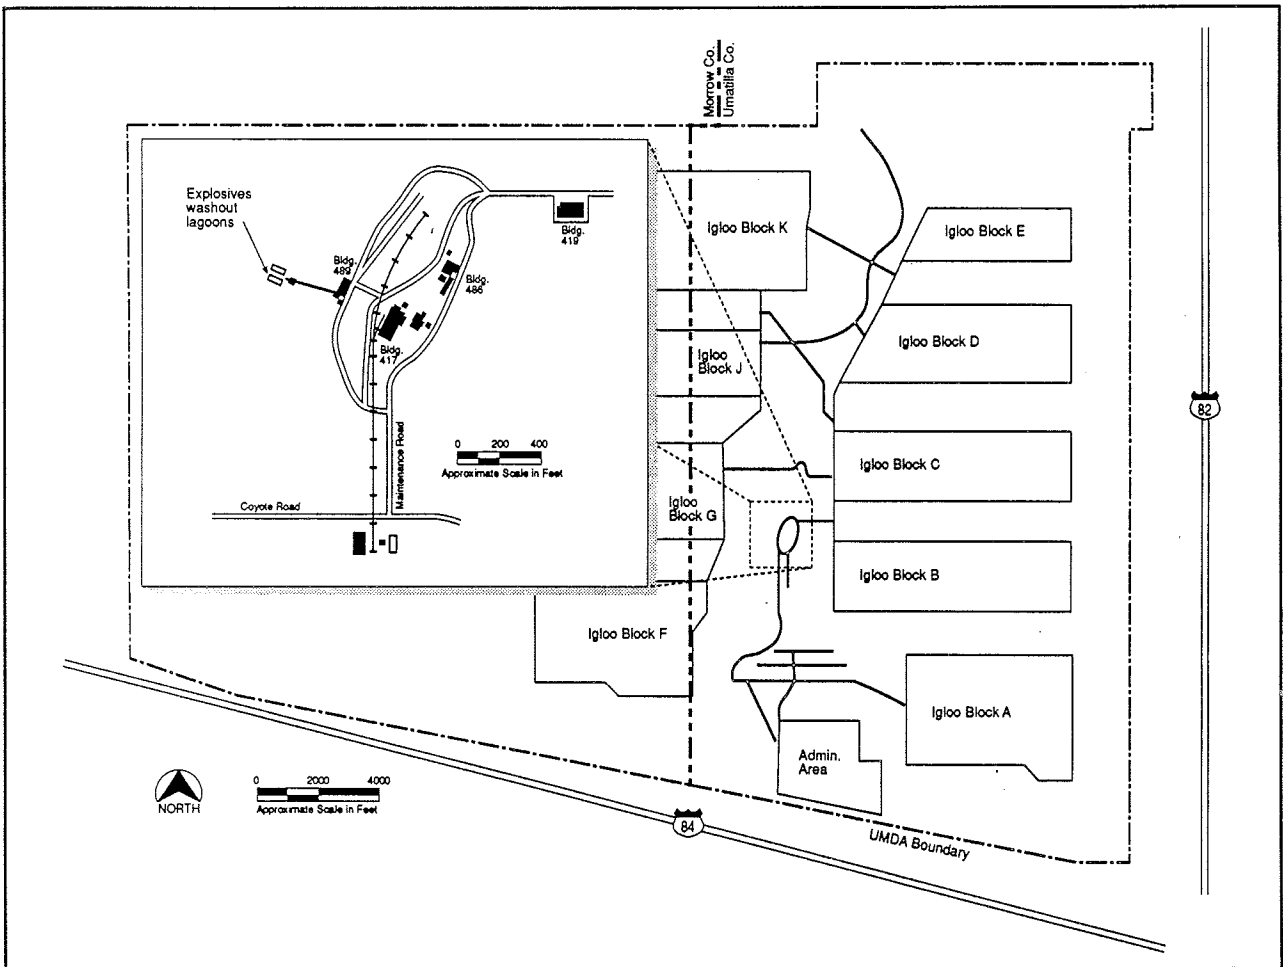 Morrow Co.
Umatilla Co.
Explosives
washout
lagoons
Bldg.
489
Bldg.
419
Bldg.
486
Bldg.
417
0 200 400
Approximate Scale in Feet
Maintenance Road
Coyote Road
Igloo Block K
Igloo Block E
Igloo
Block J
Igloo Block D
82
Igloo Block C
Igloo
Block G
Igloo Block B
Igloo Block F
Igloo Block A
Admin.
Area
NORTH
0 2000 4000
Approximate Scale in Feet
84
UMDA Boundary